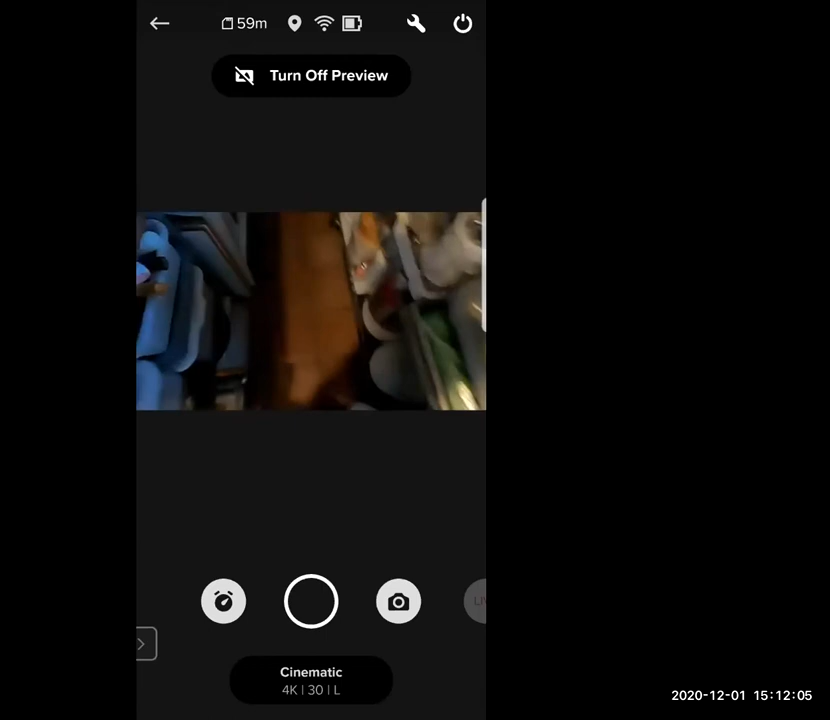 59m
Turn Off Preview
Cinematic
4K | 30 | L
2020-12-01 15:12:05